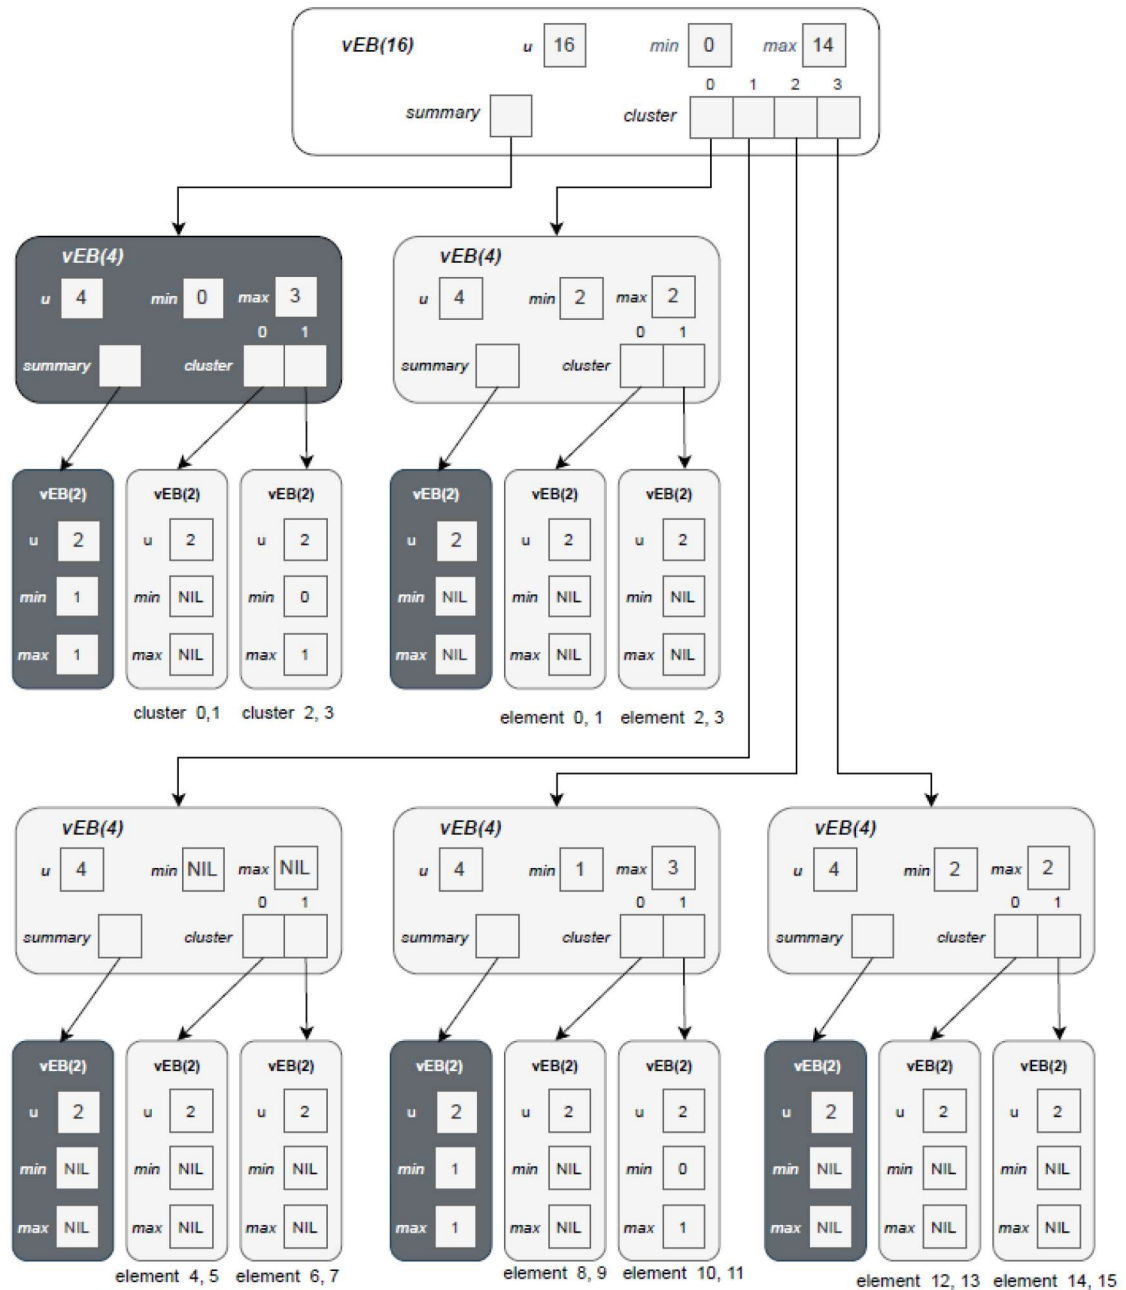 vEB(16) u 16 min 0 max 14
0 1 2 3
summary cluster
vEB(4)
u 4 min 0 max 3
0 1
summary cluster
vEB(4)
u 4 min 2 max 2
0 1
summary cluster
vEB(2)
u 2
min 1
max 1
vEB(2)
u 2
min NIL
max NIL
cluster 0,1
vEB(2)
u 2
min 0
max 1
cluster 2, 3
vEB(2)
u 2
min NIL
max NIL
vEB(2)
u 2
min NIL
max NIL
element 0, 1
vEB(2)
u 2
min NIL
max NIL
element 2, 3
vEB(4)
u 4 min NIL max NIL
0 1
summary cluster
vEB(4)
u 4 min 1 max 3
0 1
summary cluster
vEB(4)
u 4 min 2 max 2
0 1
summary cluster
vEB(2)
u 2
min NIL
max NIL
vEB(2)
u 2
min NIL
max NIL
element 4, 5
vEB(2)
u 2
min NIL
max NIL
element 6, 7
vEB(2)
u 2
min 1
max 1
vEB(2)
u 2
min NIL
max NIL
element 8, 9
vEB(2)
u 2
min 0
max 1
element 10, 11
vEB(2)
u 2
min NIL
max NIL
vEB(2)
u 2
min NIL
max NIL
element 12, 13
vEB(2)
u 2
min NIL
max NIL
element 14, 15